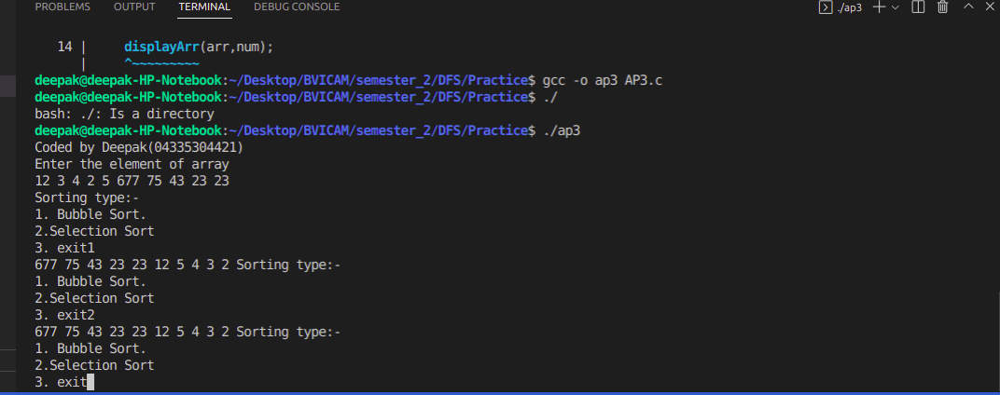 PROBLEMS OUTPUT TERMINAL DEBUG CONSOLE ./ap3
14 | displayArr(arr,num);
| ^~~~~~~~~~
deepak@deepak-HP-Notebook:~/Desktop/BVICAM/semester_2/DFS/Practice$ gcc -o ap3 AP3.c
deepak@deepak-HP-Notebook:~/Desktop/BVICAM/semester_2/DFS/Practice$ ./
bash: ./: Is a directory
deepak@deepak-HP-Notebook:~/Desktop/BVICAM/semester_2/DFS/Practice$ ./ap3
Coded by Deepak(04335304421)
Enter the element of array
12 3 4 2 5 677 75 43 23 23
Sorting type:-
1. Bubble Sort.
2.Selection Sort
3. exit1
677 75 43 23 23 12 5 4 3 2 Sorting type:-
1. Bubble Sort.
2.Selection Sort
3. exit2
677 75 43 23 23 12 5 4 3 2 Sorting type:-
1. Bubble Sort.
2.Selection Sort
3. exit